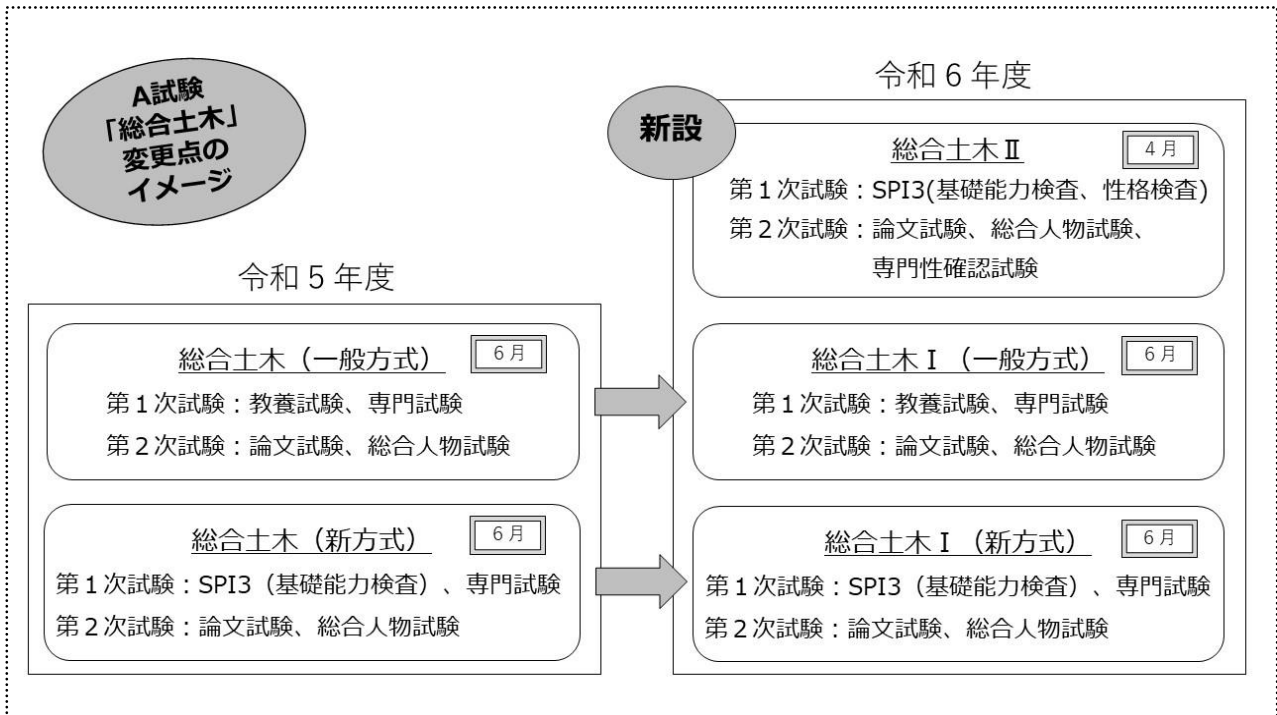 A試験
「総合土木」
変更点の
イメージ
令和５年度
総合土木（一般方式）
6月
第１次試験：教養試験、専門試験
第２次試験：論文試験、総合人物試験
総合土木（新方式）
6月
第１次試験：SPI3（基礎能力検査）、専門試験
第２次試験：論文試験、総合人物試験
令和６年度
新設
総合土木Ⅱ
4月
第１次試験：SPI3(基礎能力検査、性格検査)
第２次試験：論文試験、総合人物試験、
専門性確認試験
総合土木Ⅰ（一般方式）
6月
第１次試験：教養試験、専門試験
第２次試験：論文試験、総合人物試験
総合土木Ⅰ（新方式）
6月
第１次試験：SPI3（基礎能力検査）、専門試験
第２次試験：論文試験、総合人物試験